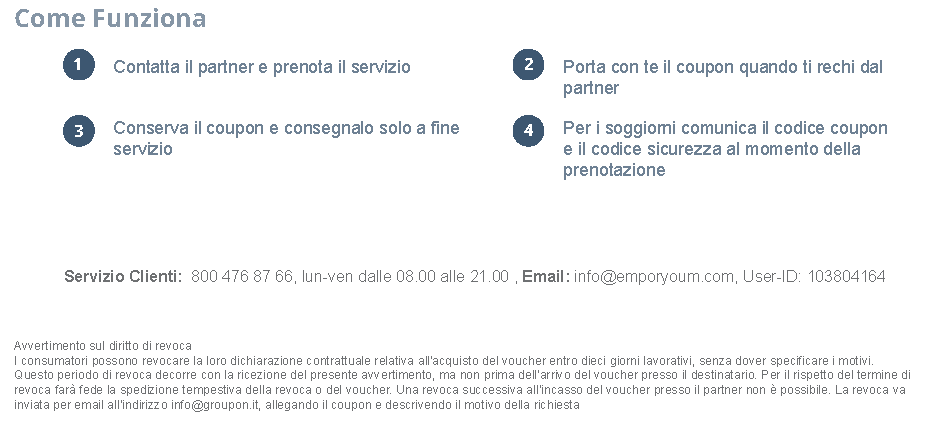 Come Funziona
1 Contatta il partner e prenota il servizio
2 Porta con te il coupon quando ti rechi dal
partner
3 Conserva il coupon e consegnalo solo a fine
servizio
4 Per i soggiorni comunica il codice coupon
e il codice sicurezza al momento della
prenotazione
Servizio Clienti: 800 476 87 66, lun-ven dalle 08.00 alle 21.00 , Email: info@emporyoum.com, User-ID: 103804164
Avvertimento sul diritto di revoca
I consumatori possono revocare la loro dichiarazione contrattuale relativa all'acquisto del voucher entro dieci giorni lavorativi, senza dover specificare i motivi.
Questo periodo di revoca decorre con la ricezione del presente avvertimento, ma non prima dell'arrivo del voucher presso il destinatario. Per il rispetto del termine di
revoca farà fede la spedizione tempestiva della revoca o del voucher. Una revoca successiva all'incasso del voucher presso il partner non è possibile. La revoca va
inviata per email all'indirizzo info@groupon.it, allegando il coupon e descrivendo il motivo della richiesta